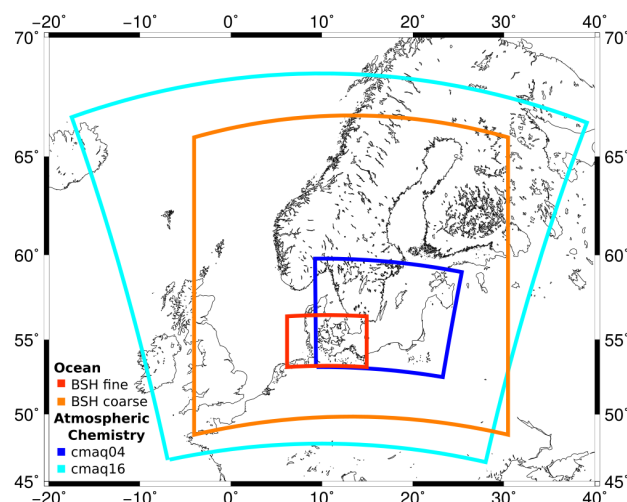 −20˚ −10˚ 0˚ 10˚ 20˚ 30˚ 40˚
70˚ 70˚
65˚ 65˚
60˚ 60˚
55˚ 55˚
50˚ 50˚
45˚ 45˚
Ocean
BSH fine
BSH coarse
Atmospheric
Chemistry
cmaq04
cmaq16
−20˚ −10˚ 0˚ 10˚ 20˚ 30˚ 40˚